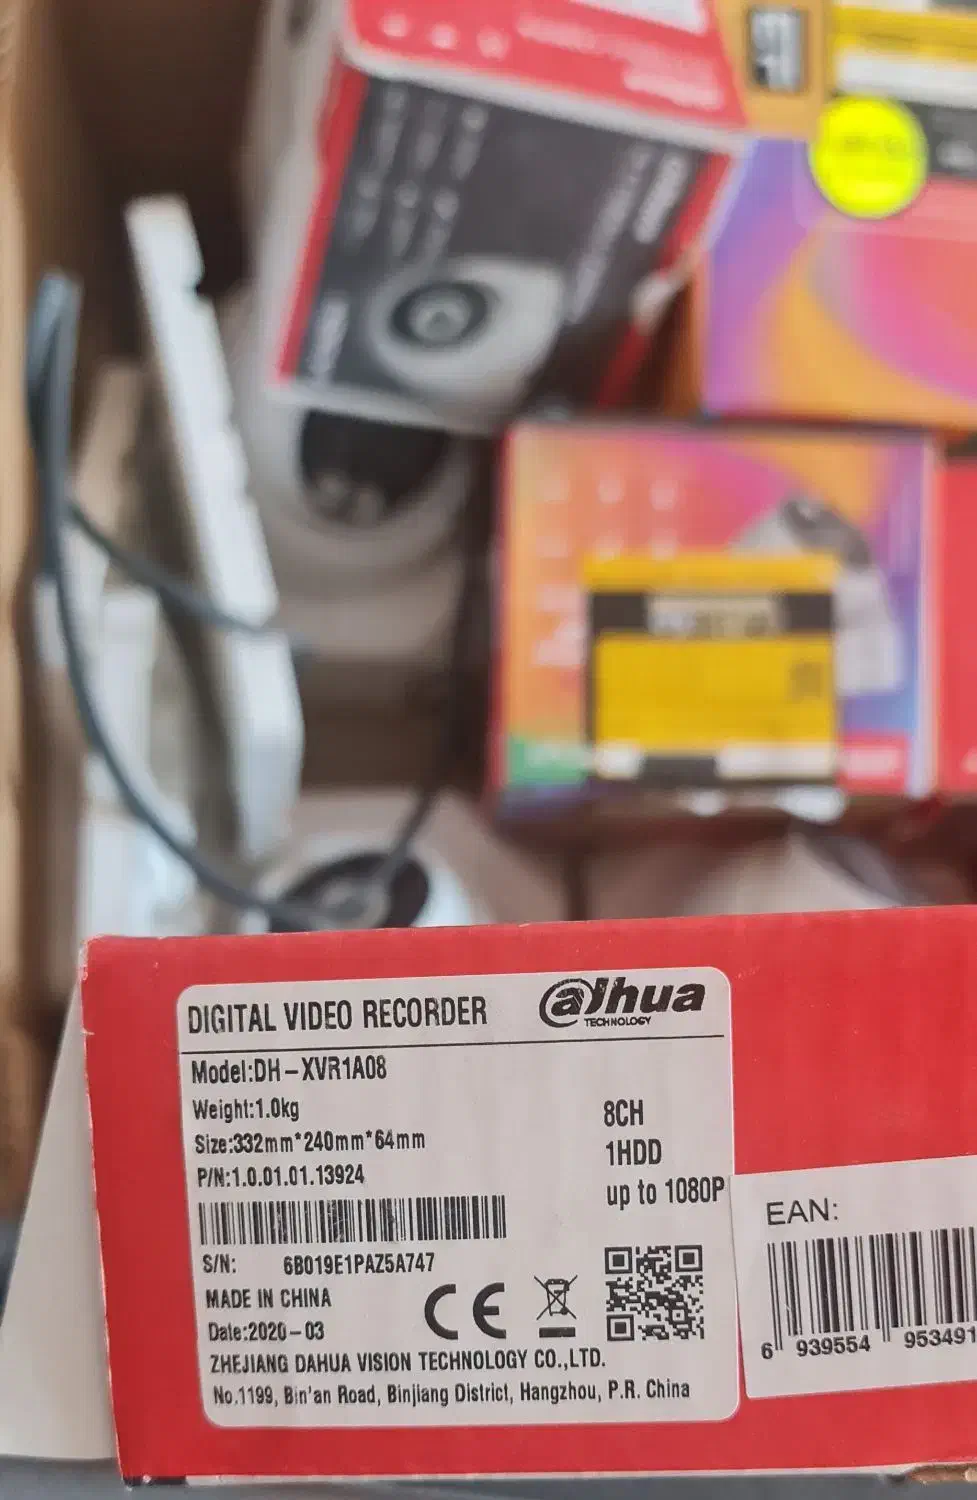 DIGITAL VIDEO RECORDER
alhua
TECHNOLOGY
Model:DH-XVR1A08
Weight:1.0kg
Size:332mm*240mm*64mm
P/N:1.0.01.01.13924
8CH
1HDD
up to 1080P
S/N: 6B019E1PAZ5A747
MADE IN CHINA
Date:2020-03
CE
ZHEJIANG DAHUA VISION TECHNOLOGY CO.,LTD.
No.1199, Bin'an Road, Binjiang District, Hangzhou, P.R. China
EAN:
6 939554 953491